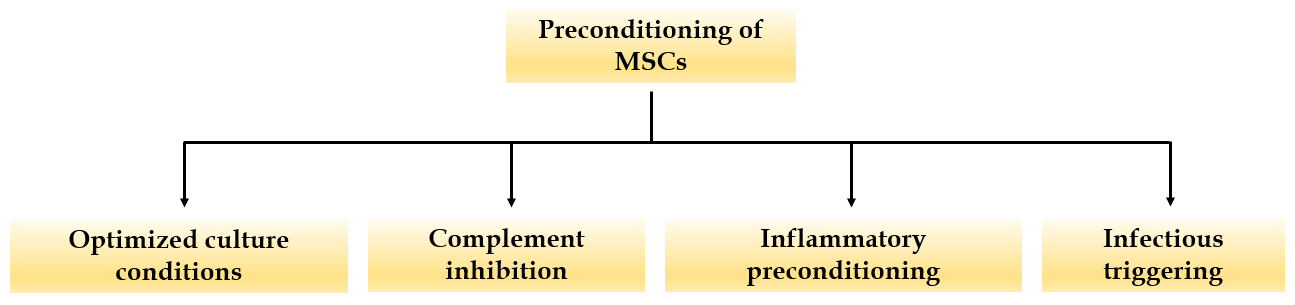 Preconditioning of
MSCs
Optimized culture
conditions
Complement
inhibition
Inflammatory
preconditioning
Infectious
triggering